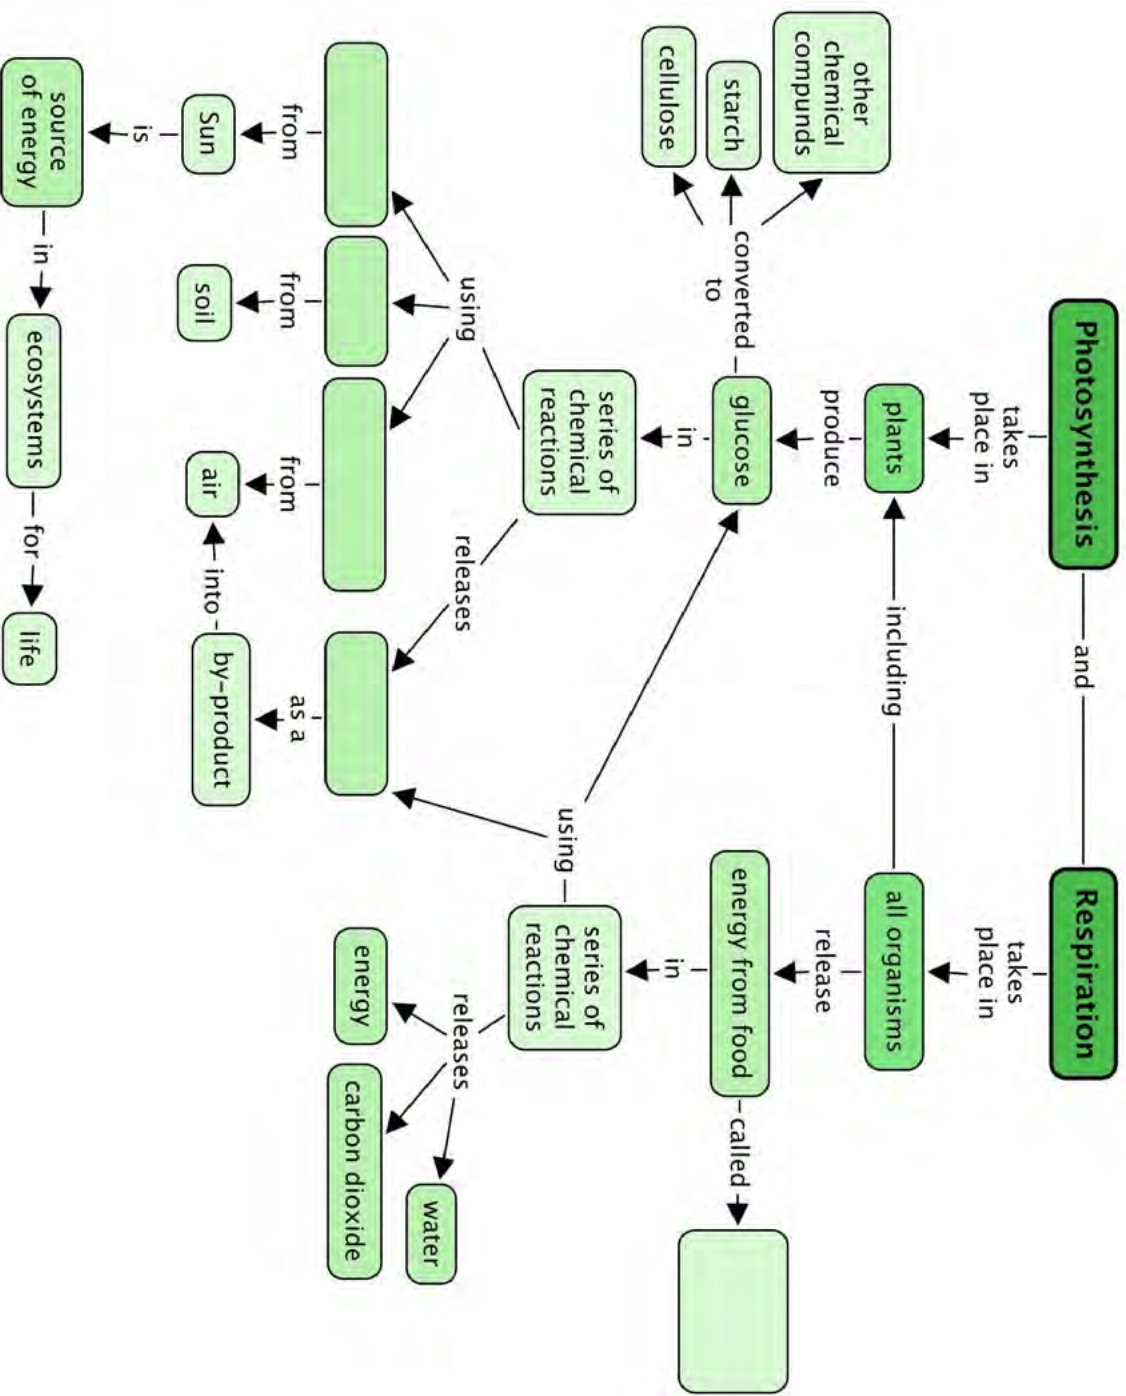 Photosynthesis
and
Respiration
takes
place in
takes
place in
plants
including
all organisms
produce
release
other
chemical
compunds
starch
cellulose
converted
to
glucose
energy from food
called
in
in
series of
chemical
reactions
series of
chemical
reactions
using
releases
using
releases
water
energy
carbon dioxide
from
from
from
as a
Sun
soil
air
into
by-product
is
source
of energy
in
ecosystems
for
life